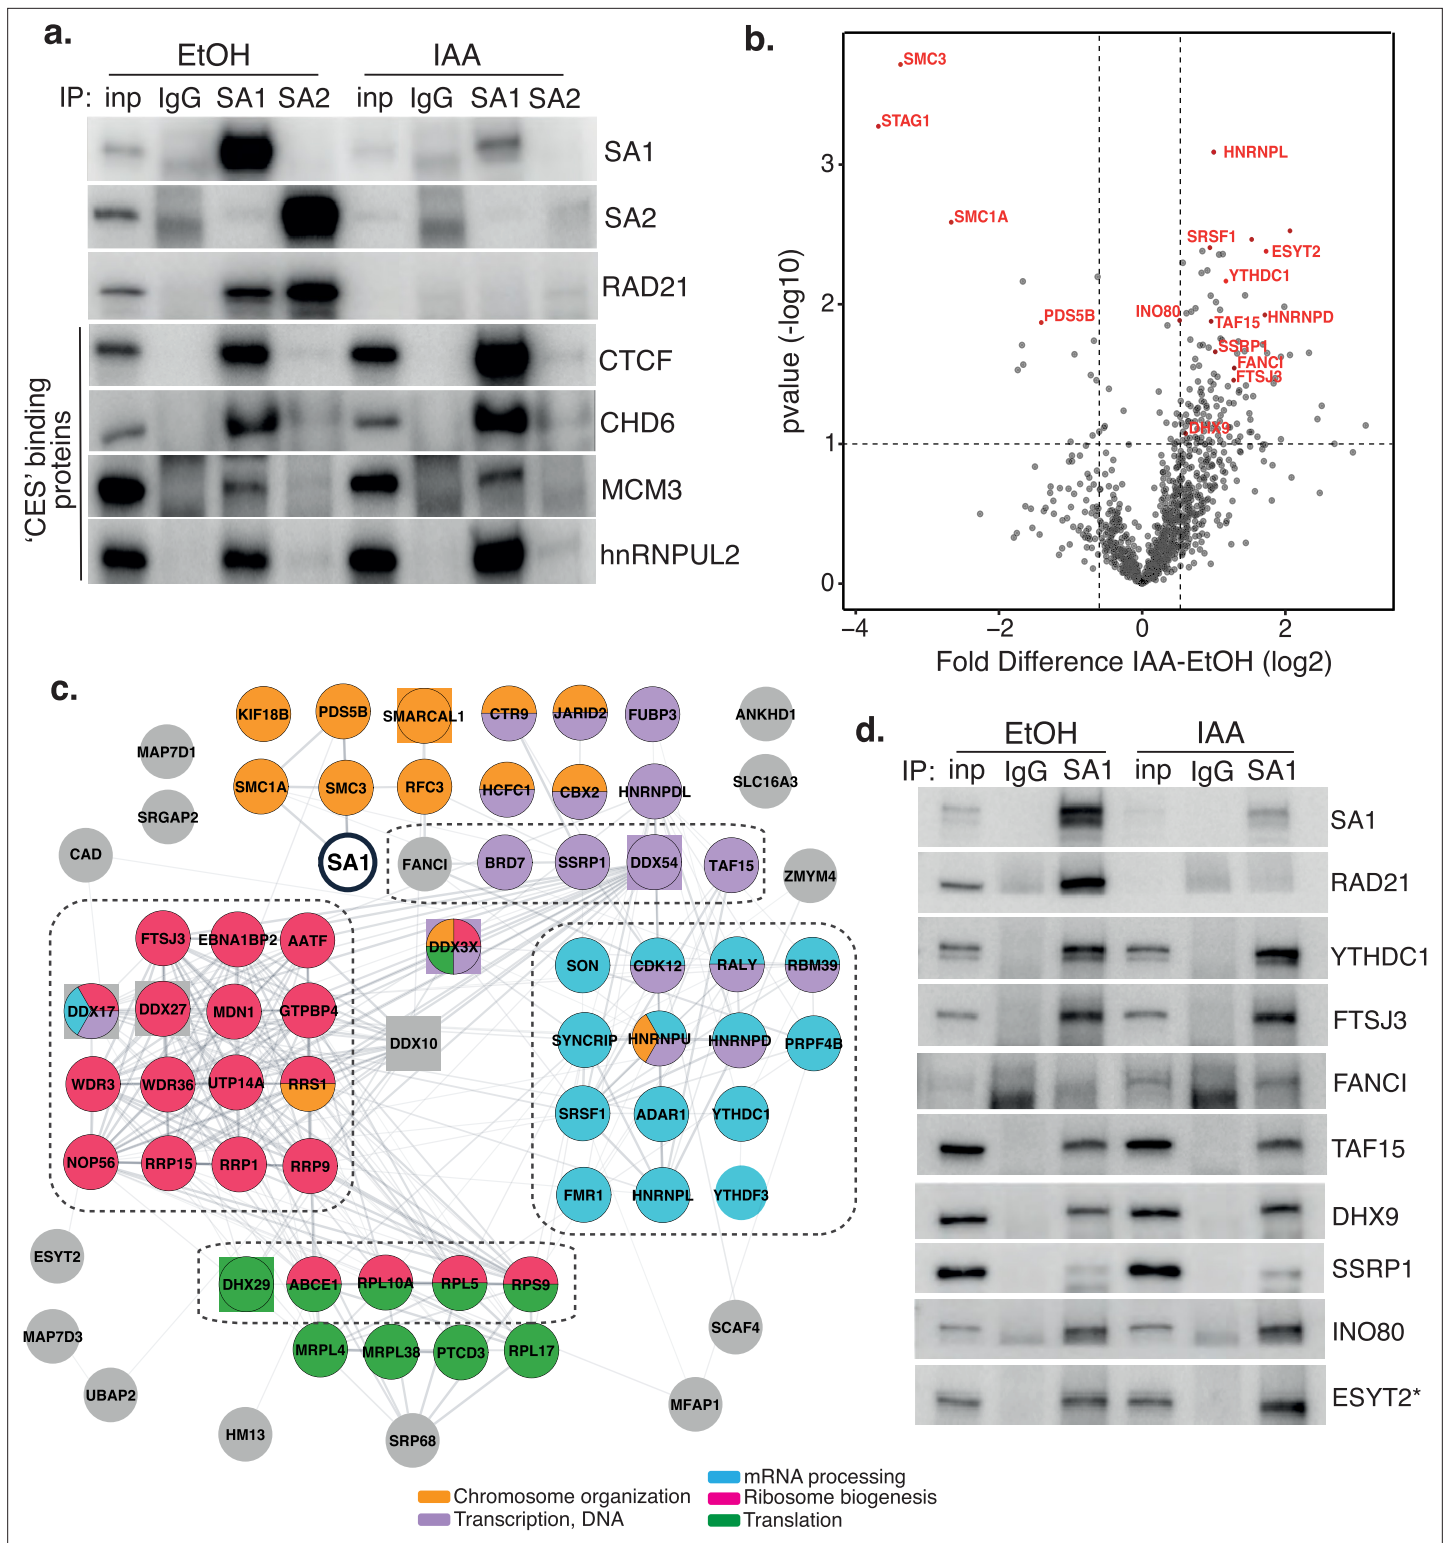 a.
EtOH IAA
IP: inp IgG SA1 SA2 inp IgG SA1 SA2
SA1
SA2
RAD21
CTCF
CHD6
MCM3
hnRNPUL2
'CES' binding
proteins
b.
SMC3
STAG1
HNRNPL
SMC1A
SRSF1
ESYT2
YTHDC1
INO80
PDS5B
TAF15
HNRNPD
SSRP1
FANCI
FTSJ3
DHX9
3
2
1
0
−4 −2 0 2
pvalue (-log10)
Fold Difference IAA-EtOH (log2)
c.
KIF18B PDS5B SMARCAL1 CTR9 JARID2 FUBP3 ANKHD1
MAP7D1
SMC1A SMC3 RFC3 HCFC1 CBX2 HNRNPDL SLC16A3
SRGAP2
CAD SA1 FANCI BRD7 SSRP1 DDX54 TAF15 ZMYM4
FTSJ3 EBNA1BP2 AATF DDX3X SON CDK12 RALY RBM39
DDX17 DDX27 MDN1 GTPBP4 DDX10 SYNCRIP HNRNPU HNRNPD PRPF4B
WDR3 WDR36 UTP14A RRS1 SRSF1 ADAR1 YTHDC1
NOP56 RRP15 RRP1 RRP9 FMR1 HNRNPL YTHDF3
ESYT2 DHX29 ABCE1 RPL10A RPL5 RPS9
MAP7D3 MRPL4 MRPL38 PTCD3 RPL17 SCAF4
UBAP2 HM13 SRP68 MFAP1
Chromosome organization
Transcription, DNA
mRNA processing
Ribosome biogenesis
Translation
d.
EtOH IAA
IP: inp IgG SA1 inp IgG SA1
SA1
RAD21
YTHDC1
FTSJ3
FANCI
TAF15
DHX9
SSRP1
INO80
ESYT2*